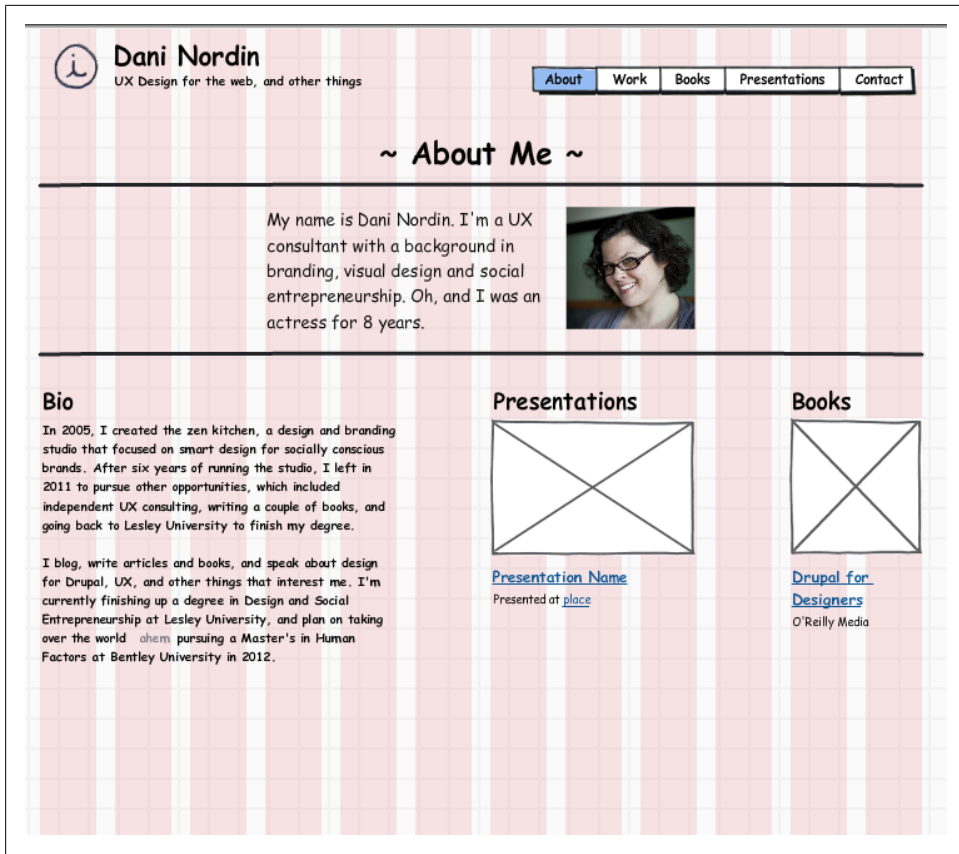 i
Dani Nordin
UX Design for the web, and other things
About Work Books Presentations Contact
~ About Me ~
My name is Dani Nordin. I'm a UX
consultant with a background in
branding, visual design and social
entrepreneurship. Oh, and I was an
actress for 8 years.
Bio
In 2005, I created the zen kitchen, a design and branding
studio that focused on smart design for socially conscious
brands. After six years of running the studio, I left in
2011 to pursue other opportunities, which included
independent UX consulting, writing a couple of books, and
going back to Lesley University to finish my degree.
I blog, write articles and books, and speak about design
for Drupal, UX, and other things that interest me. I'm
currently finishing up a degree in Design and Social
Entrepreneurship at Lesley University, and plan on taking
over the world ahem pursuing a Master's in Human
Factors at Bentley University in 2012.
Presentations
Presentation Name
Presented at place
Books
Drupal for
Designers
O'Reilly Media